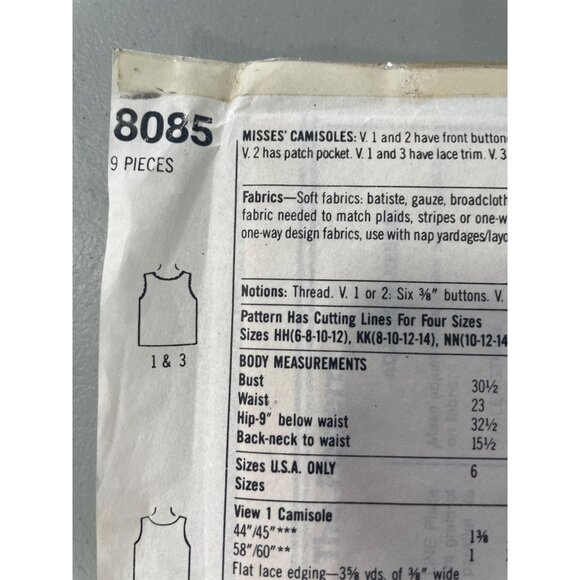 8085
9 PIECES
MISSES' CAMISOLES: V. 1 and 2 have front button
V. 2 has patch pocket. V. 1 and 3 have lace trim. V. 3
Fabrics—Soft fabrics: batiste, gauze, broadcloth
fabric needed to match plaids, stripes or one-w
one-way design fabrics, use with nap yardages/layo
Notions: Thread. V. 1 or 2: Six ⅜" buttons. V.
Pattern Has Cutting Lines For Four Sizes
Sizes HH(6-8-10-12), KK(8-10-12-14), NN(10-12-14
1 & 3
BODY MEASUREMENTS
Bust 30½
Waist 23
Hip-9" below waist 32½
Back-neck to waist 15½
Sizes U.S.A. ONLY 6
Sizes
View 1 Camisole
44"/45"*** 1⅜
58"/60"** 1
Flat lace edging—3⅝ yds. of ⅜" wide